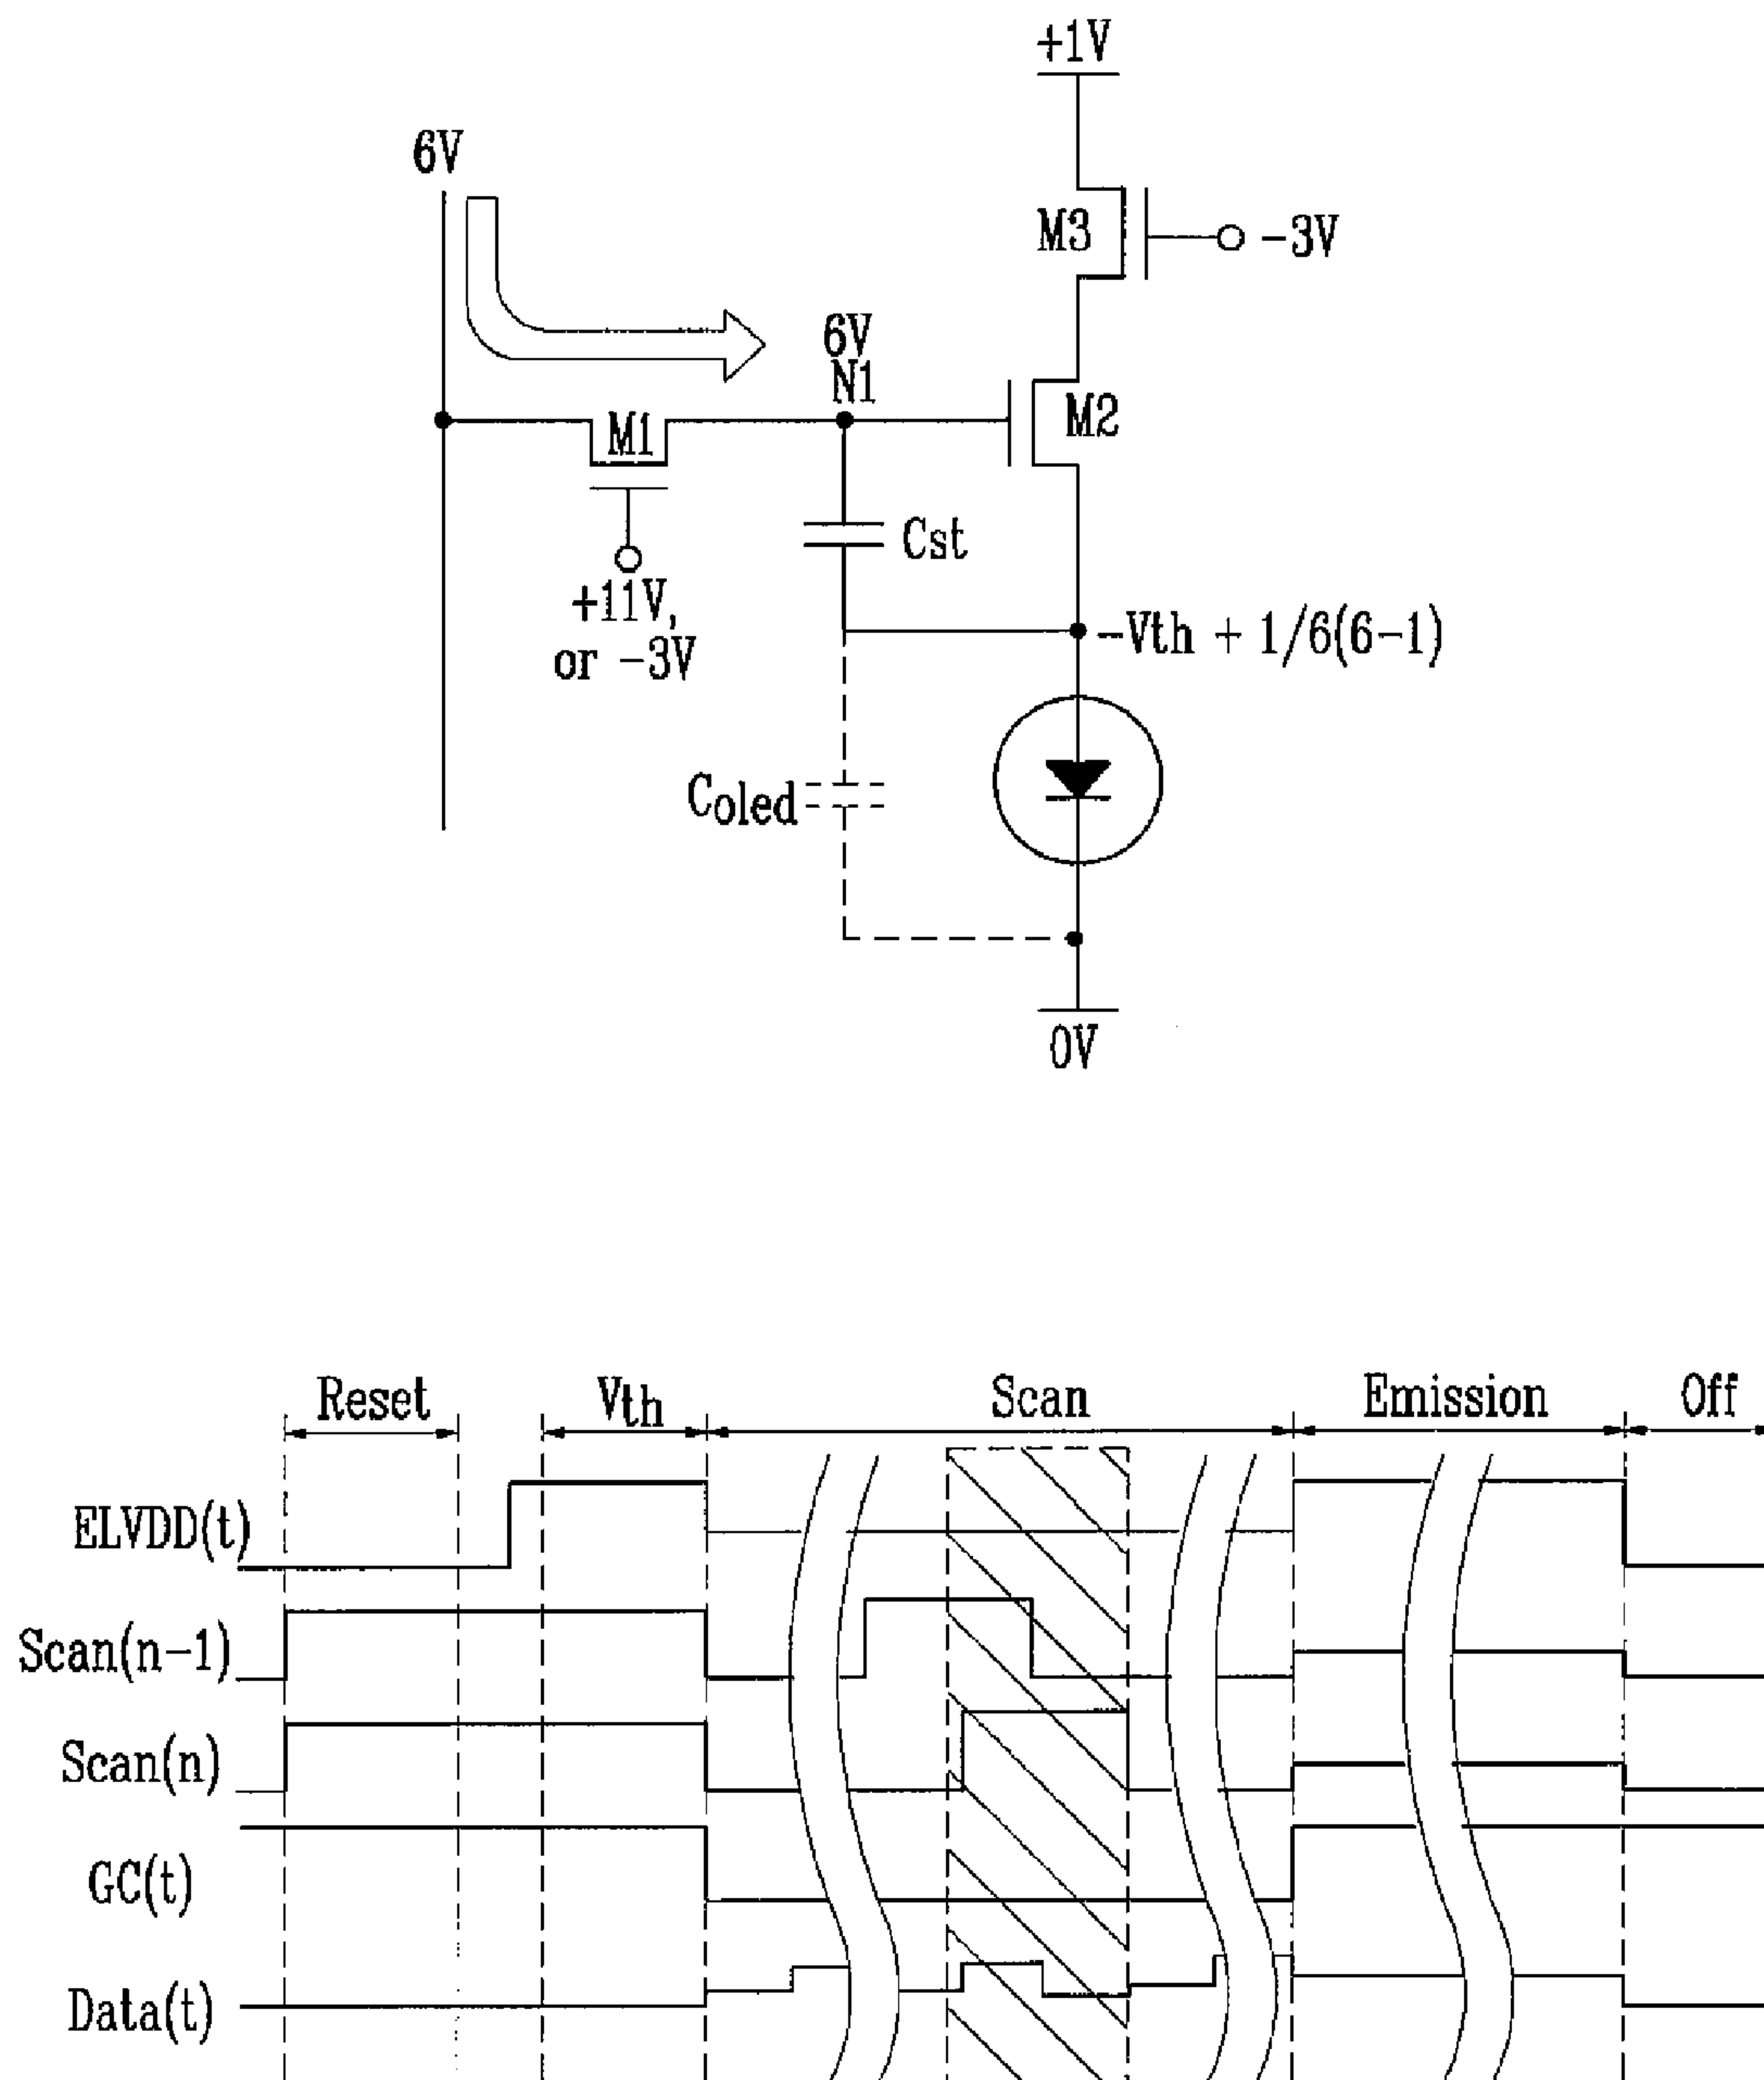 +1V
6V
M3
-3V
6V
N1
M1
M2
Cst
+11V,
or -3V
-Vth + 1/6(6-1)
Coled
0V
Reset
Vth
Scan
Emission
Off
ELVDD(t)
Scan(n-1)
Scan(n)
GC(t)
Data(t)